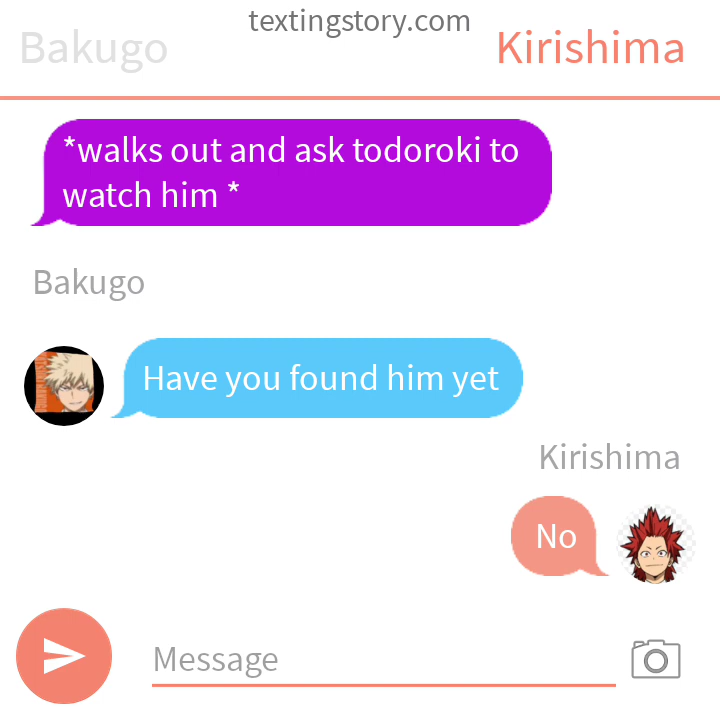 textingstory.com
Bakugo
Kirishima
*walks out and ask todoroki to
watch him *
Bakugo
Have you found him yet
Kirishima
No
Message